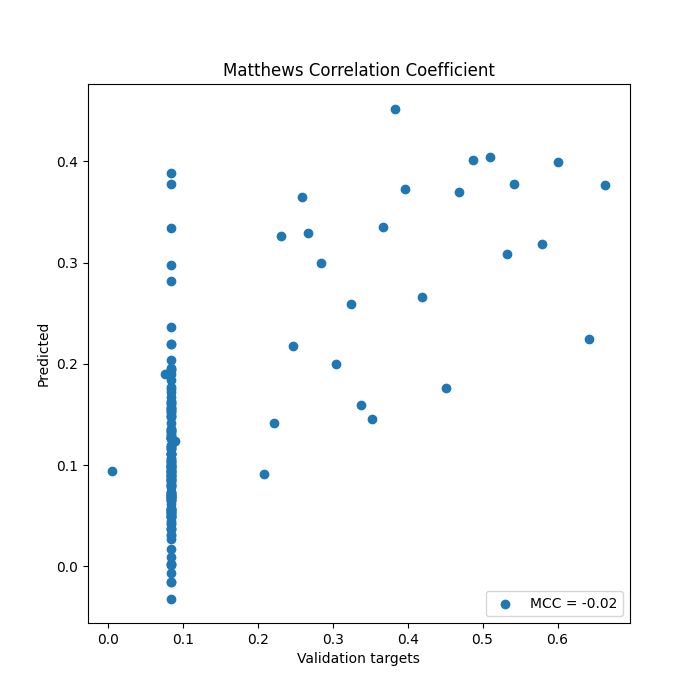 Matthews Correlation Coefficient
0.4
0.3
0.2
0.1
0.0
Predicted
MCC = -0.02
0.0 0.1 0.2 0.3 0.4 0.5 0.6
Validation targets